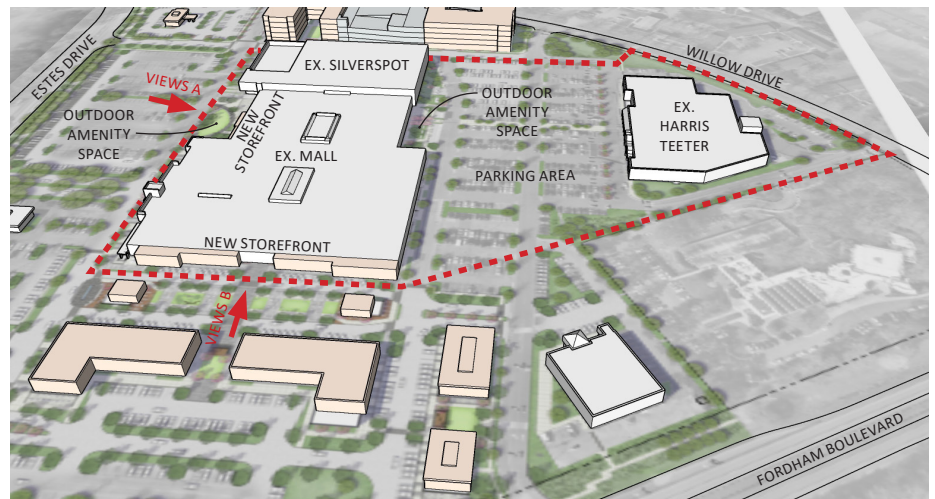 ESTES DRIVE
VIEWS A
OUTDOOR
AMENITY
SPACE
EX. SILVERSPOT
NEW
STOREFRONT
EX. MALL
OUTDOOR
AMENITY
SPACE
PARKING AREA
WILLOW DRIVE
EX.
HARRIS
TEETER
NEW STOREFRONT
VIEWS B
FORDHAM BOULEVARD